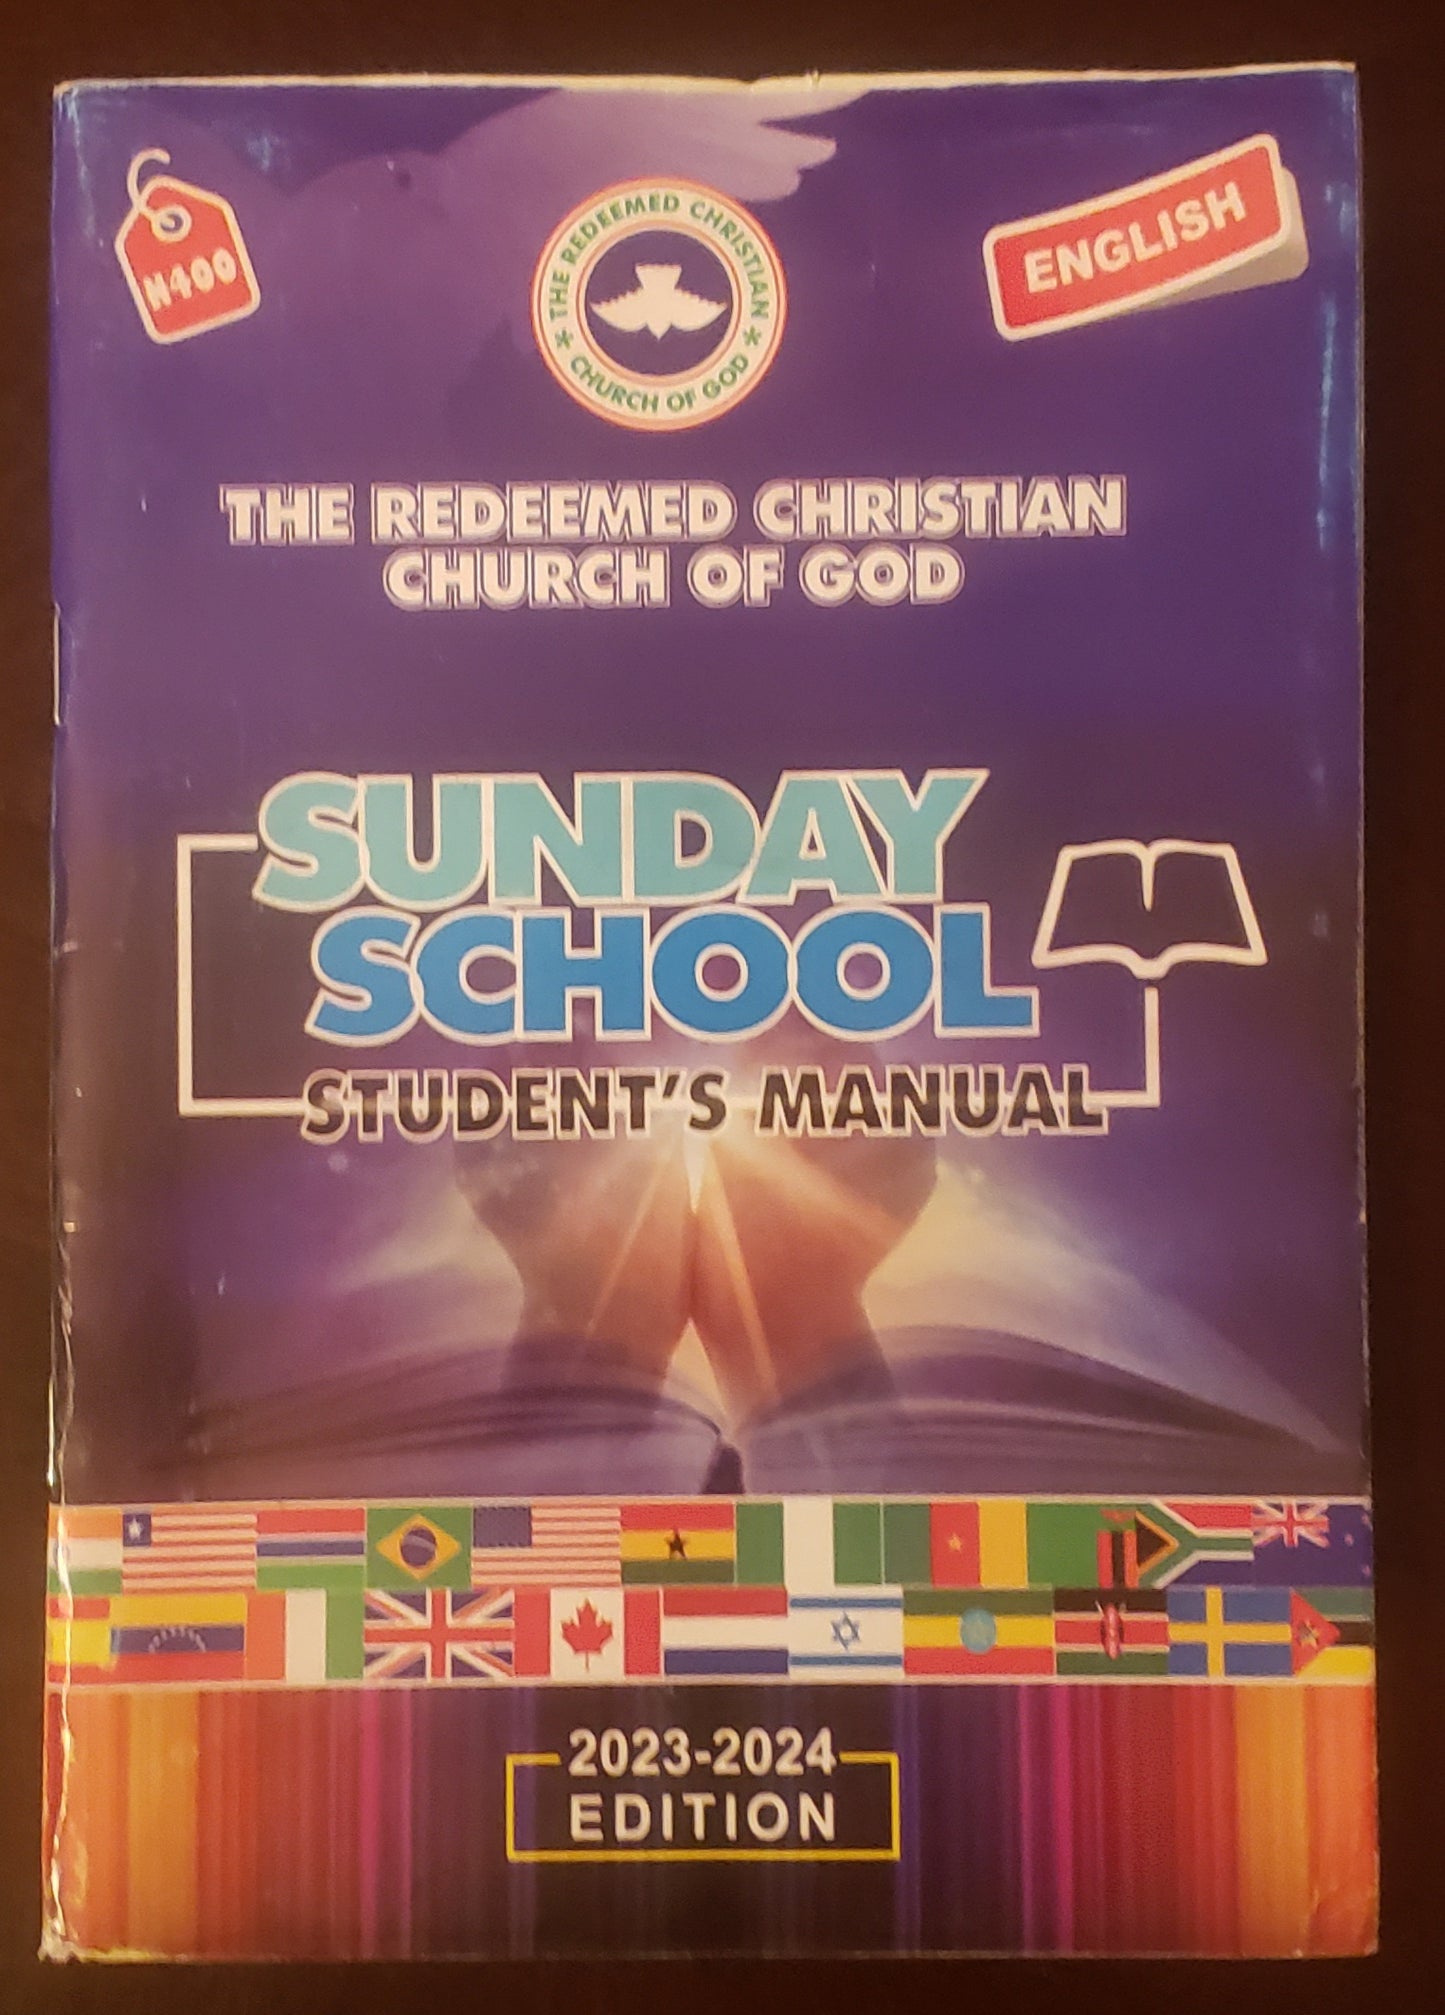 N400
THE REDEEMED CHRISTIAN
CHURCH OF GOD
ENGLISH
THE REDEEMED CHRISTIAN
CHURCH OF GOD
SUNDAY
SCHOOL
STUDENT'S MANUAL
2023-2024
EDITION